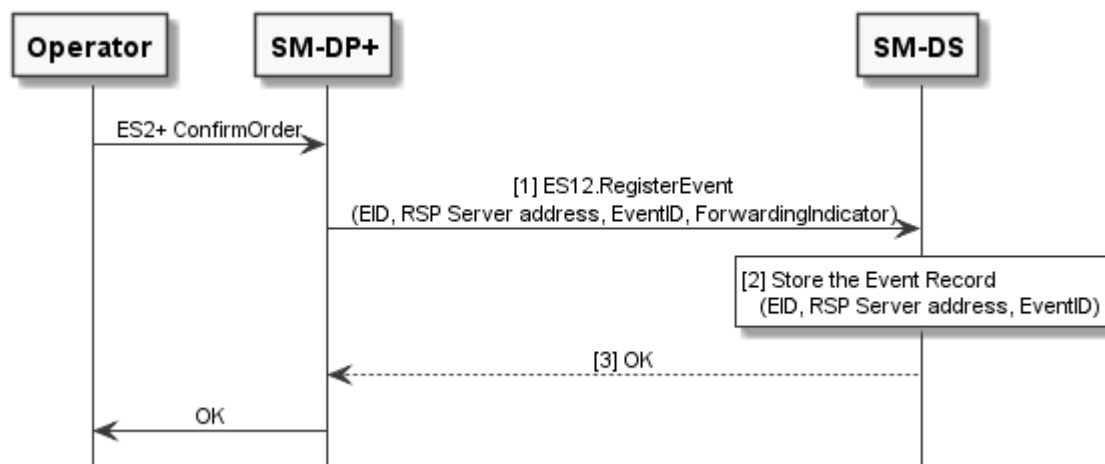 Operator
SM-DP+
SM-DS
ES2+ ConfirmOrder
[1] ES12.RegisterEvent
(EID, RSP Server address, EventID, ForwardingIndicator)
[2] Store the Event Record
(EID, RSP Server address, EventID)
[3] OK
OK